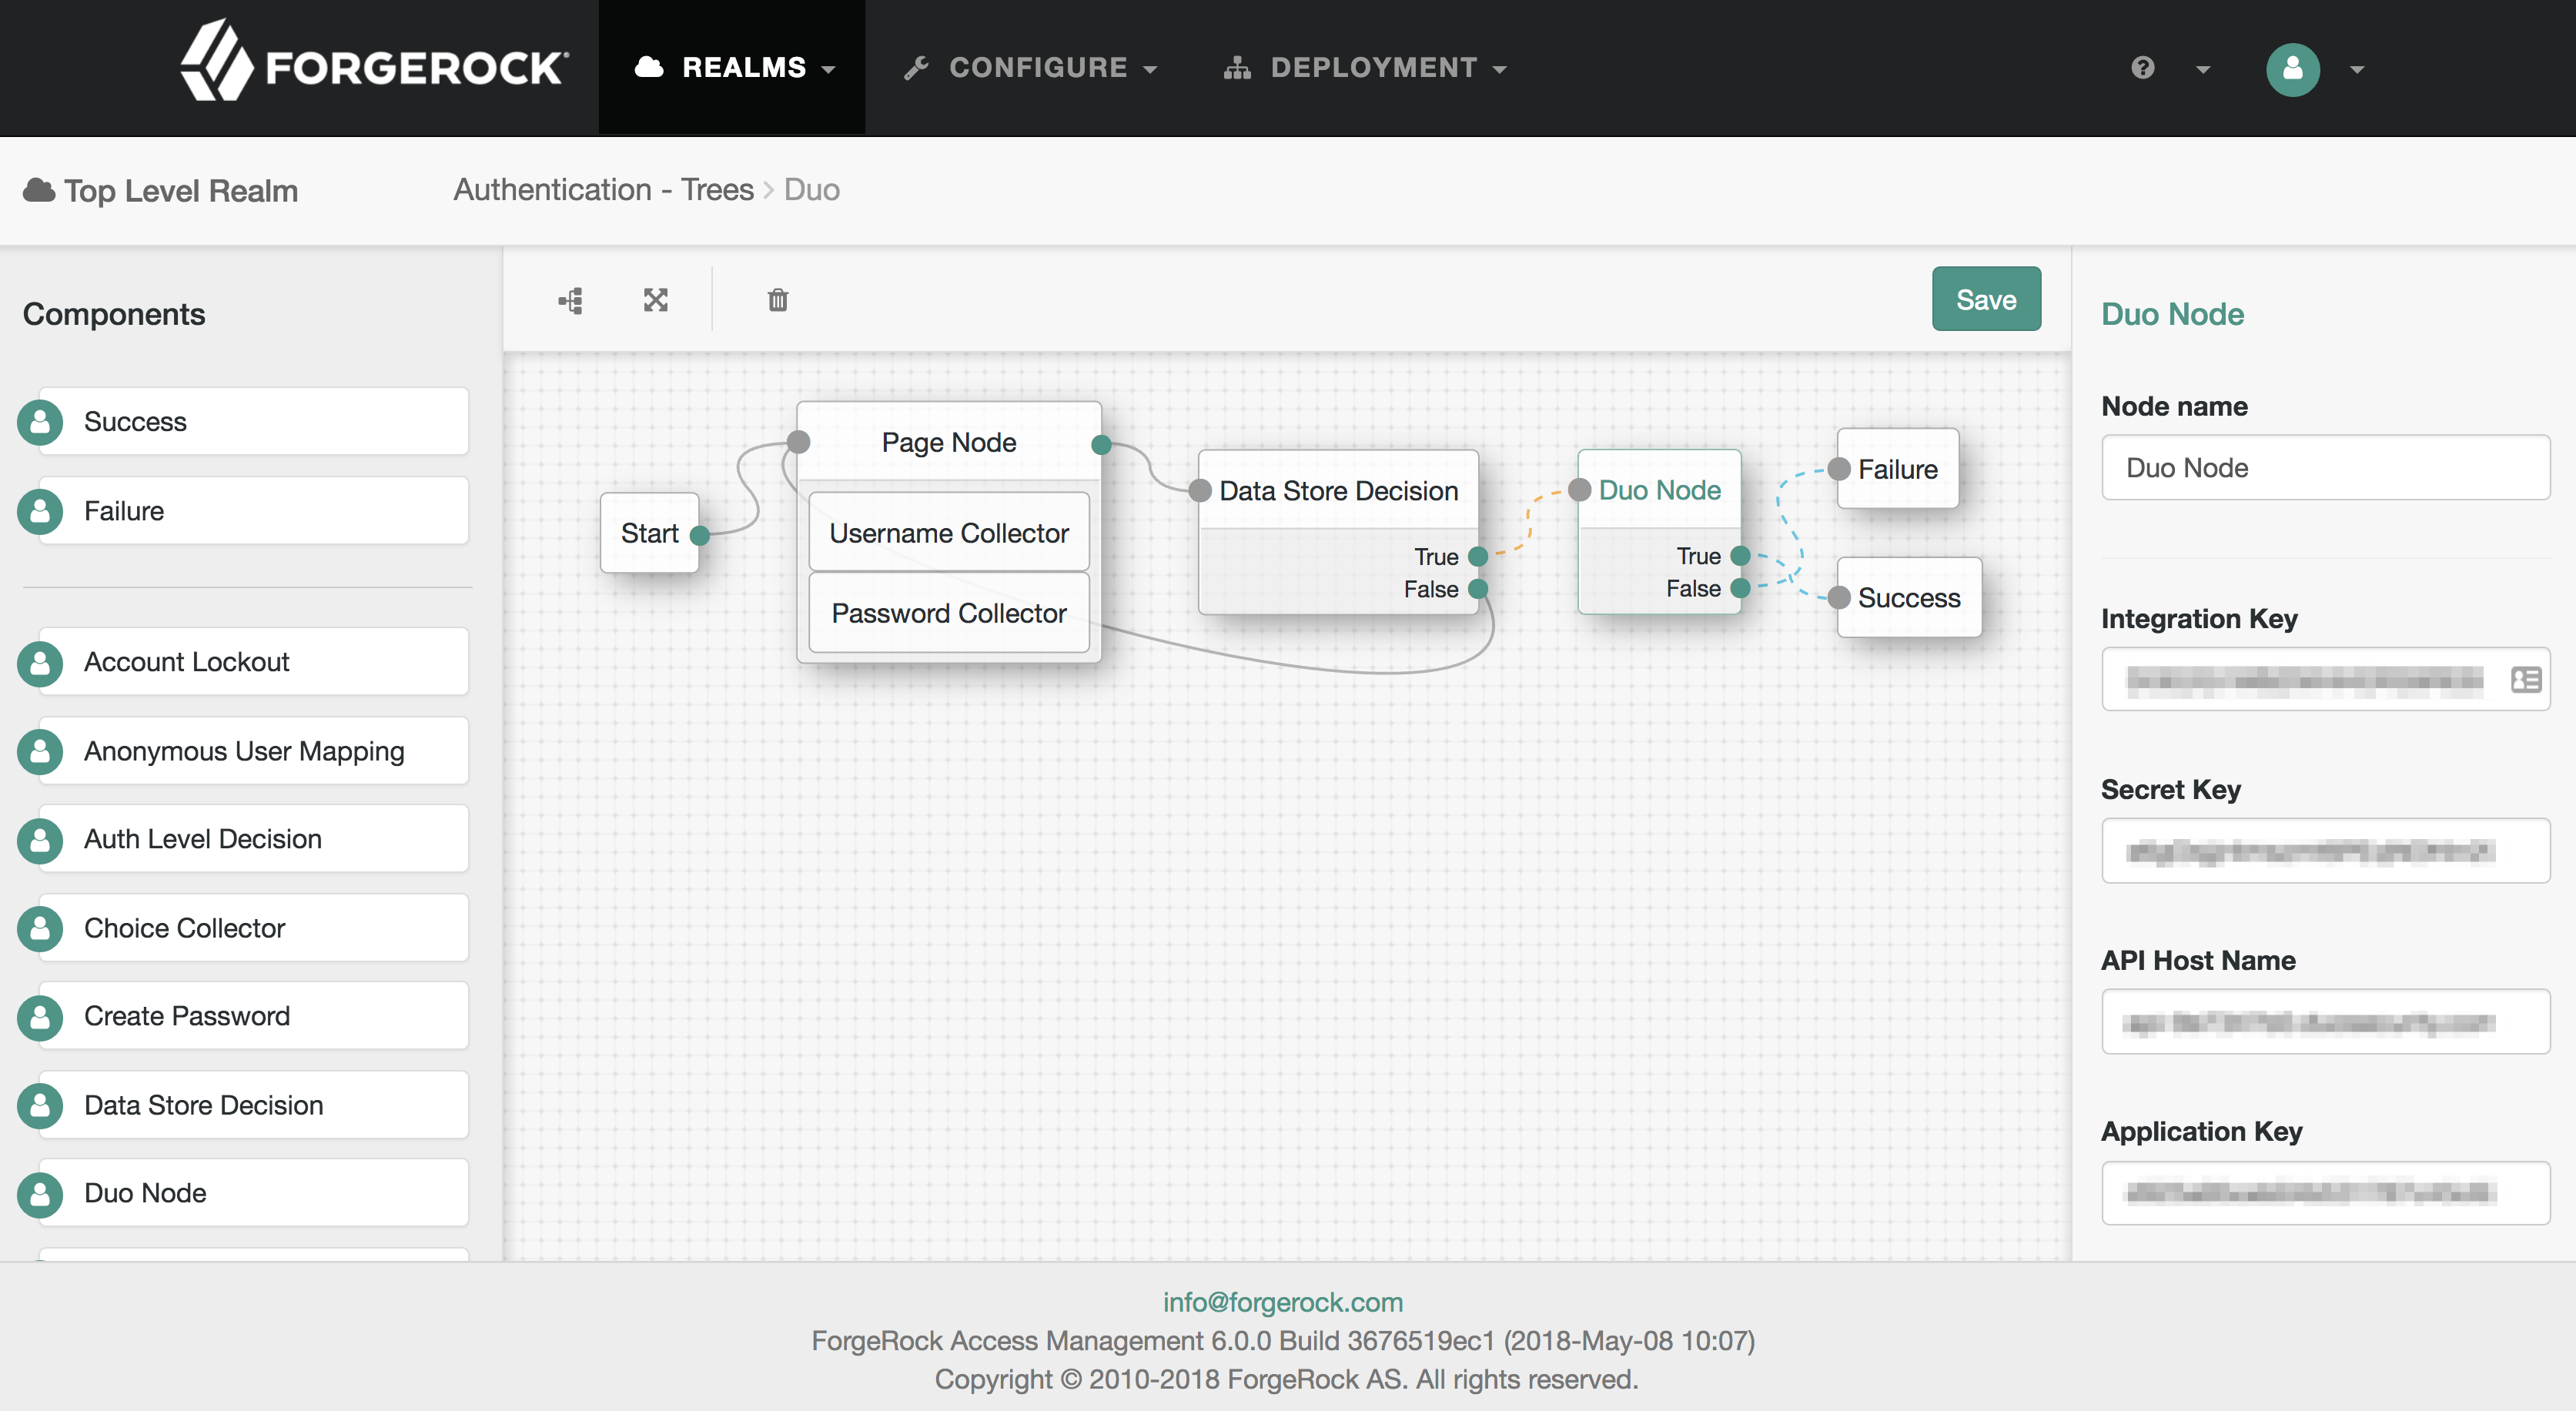 FORGEROCK
REALMS
CONFIGURE
DEPLOYMENT
Top Level Realm
Authentication - Trees > Duo
Components
Success
Failure
Account Lockout
Anonymous User Mapping
Auth Level Decision
Choice Collector
Create Password
Data Store Decision
Duo Node
Save
Start
Page Node
Username Collector
Password Collector
Data Store Decision
True
False
Duo Node
True
False
Failure
Success
Duo Node
Node name
Duo Node
Integration Key
Secret Key
API Host Name
Application Key
info@forgerock.com
ForgeRock Access Management 6.0.0 Build 3676519ec1 (2018-May-08 10:07)
Copyright © 2010-2018 ForgeRock AS. All rights reserved.